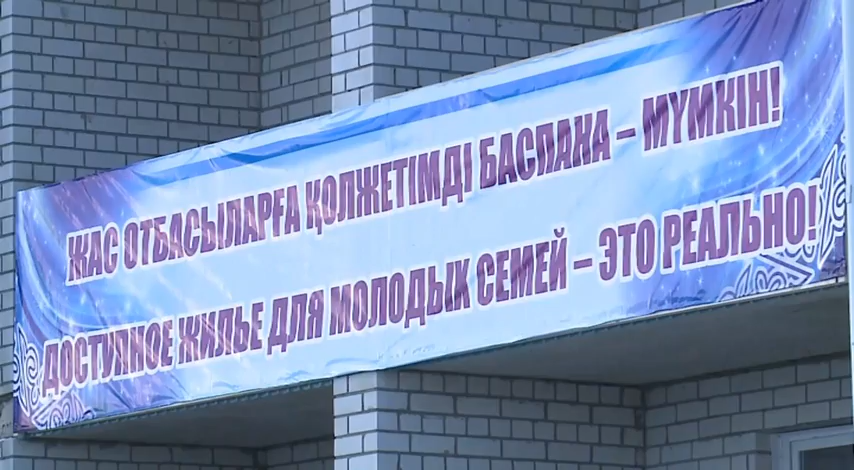 ЖАС ОТБАСЫЛАРҒА ҚОЛЖЕТІМДІ БАСПАНА – МҮМКІН!
ДОСТУПНОЕ ЖИЛЬЕ ДЛЯ МОЛОДЫХ СЕМЕЙ – ЭТО РЕАЛЬНО!